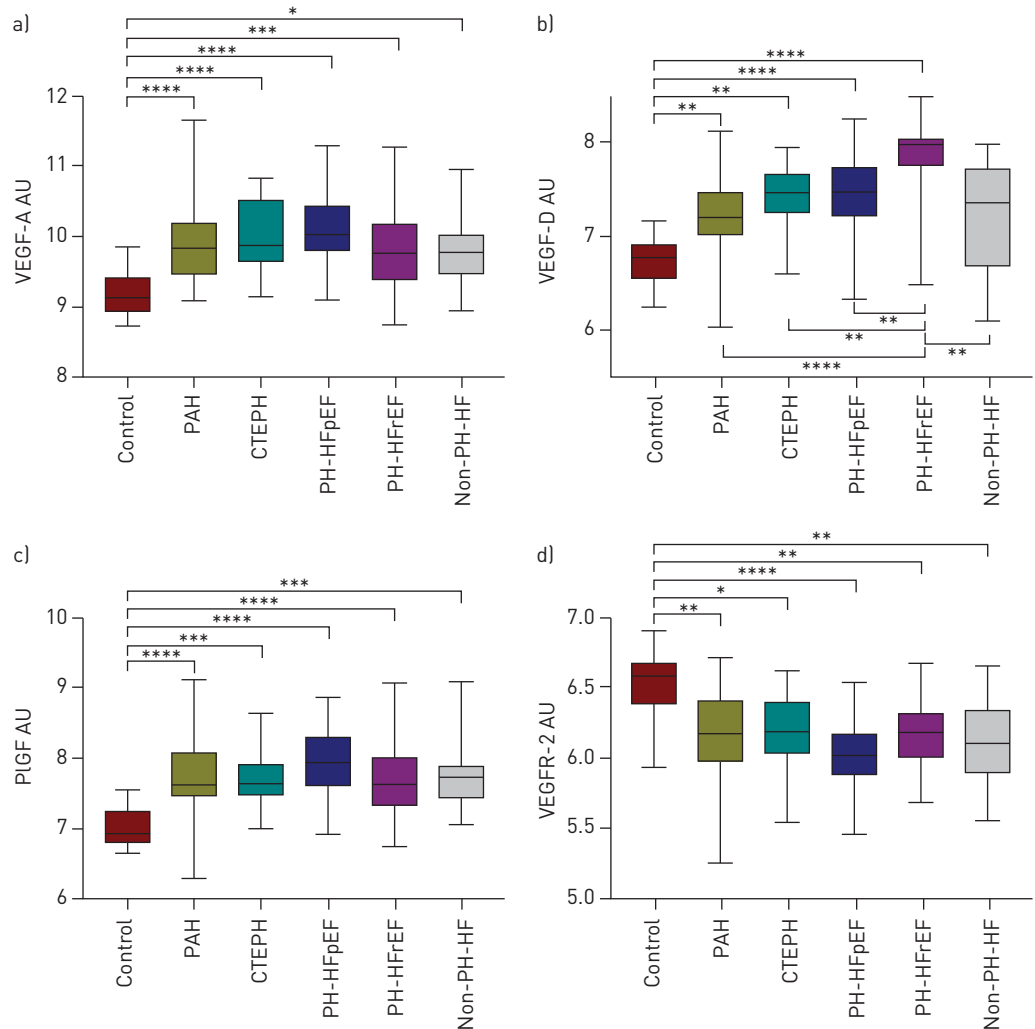 a)
*
***
****
****
****
12
11
10
9
8
VEGF-A AU
Control
PAH
CTEPH
PH-HFpEF
PH-HFrEF
Non-PH-HF
b)
****
****
**
**
8
7
6
VEGF-D AU
**
**
**
****
Control
PAH
CTEPH
PH-HFpEF
PH-HFrEF
Non-PH-HF
c)
***
****
****
***
****
10
9
8
7
6
PlGF AU
Control
PAH
CTEPH
PH-HFpEF
PH-HFrEF
Non-PH-HF
d)
**
**
****
*
**
7.0
6.5
6.0
5.5
5.0
VEGFR-2 AU
Control
PAH
CTEPH
PH-HFpEF
PH-HFrEF
Non-PH-HF